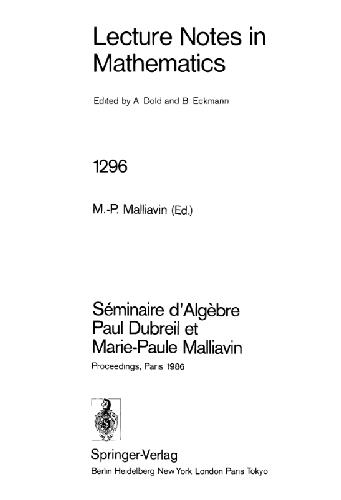 Lecture Notes in
Mathematics
Edited by A. Dold and B. Eckmann
1296
M.-P. Malliavin (Ed.)
Séminaire d'Algèbre
Paul Dubreil et
Marie-Paule Malliavin
Proceedings, Paris 1986
Springer-Verlag
Berlin Heidelberg New York London Paris Tokyo